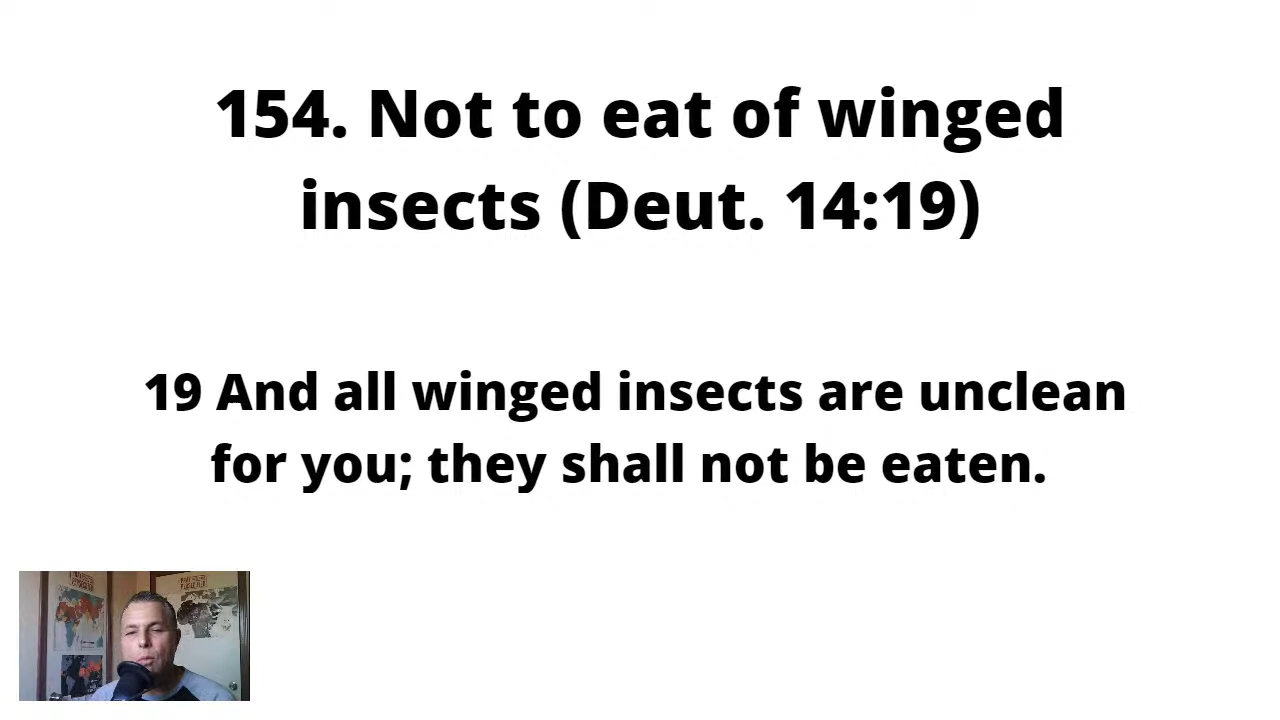 154. Not to eat of winged
insects (Deut. 14:19)
19 And all winged insects are unclean
for you; they shall not be eaten.